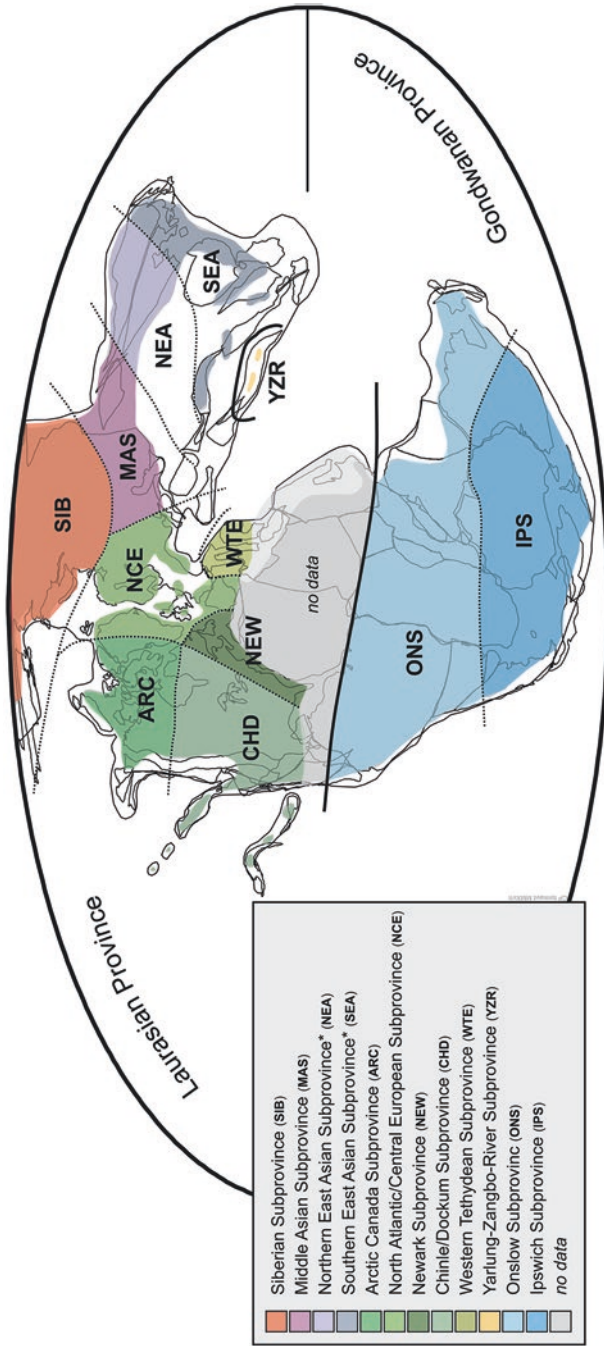 Laurasian Province
Gondwanan Province
SIB
MAS
NEA
SEA
YZR
NCE
WTE
ARC
NEW
CHD
no data
ONS
IPS
Siberian Subprovince (SIB)
Middle Asian Subprovince (MAS)
Northern East Asian Subprovince* (NEA)
Southern East Asian Subprovince* (SEA)
Arctic Canada Subprovince (ARC)
North Atlantic/Central European Subprovince (NCE)
Newark Subprovince (NEW)
Chinle/Dockum Subprovince (CHD)
Western Tethydean Subprovince (WTE)
Yarlung-Zangbo-River Subprovince (YZR)
Onslow Subprovinc (ONS)
Ipswich Subprovince (IPS)
no data